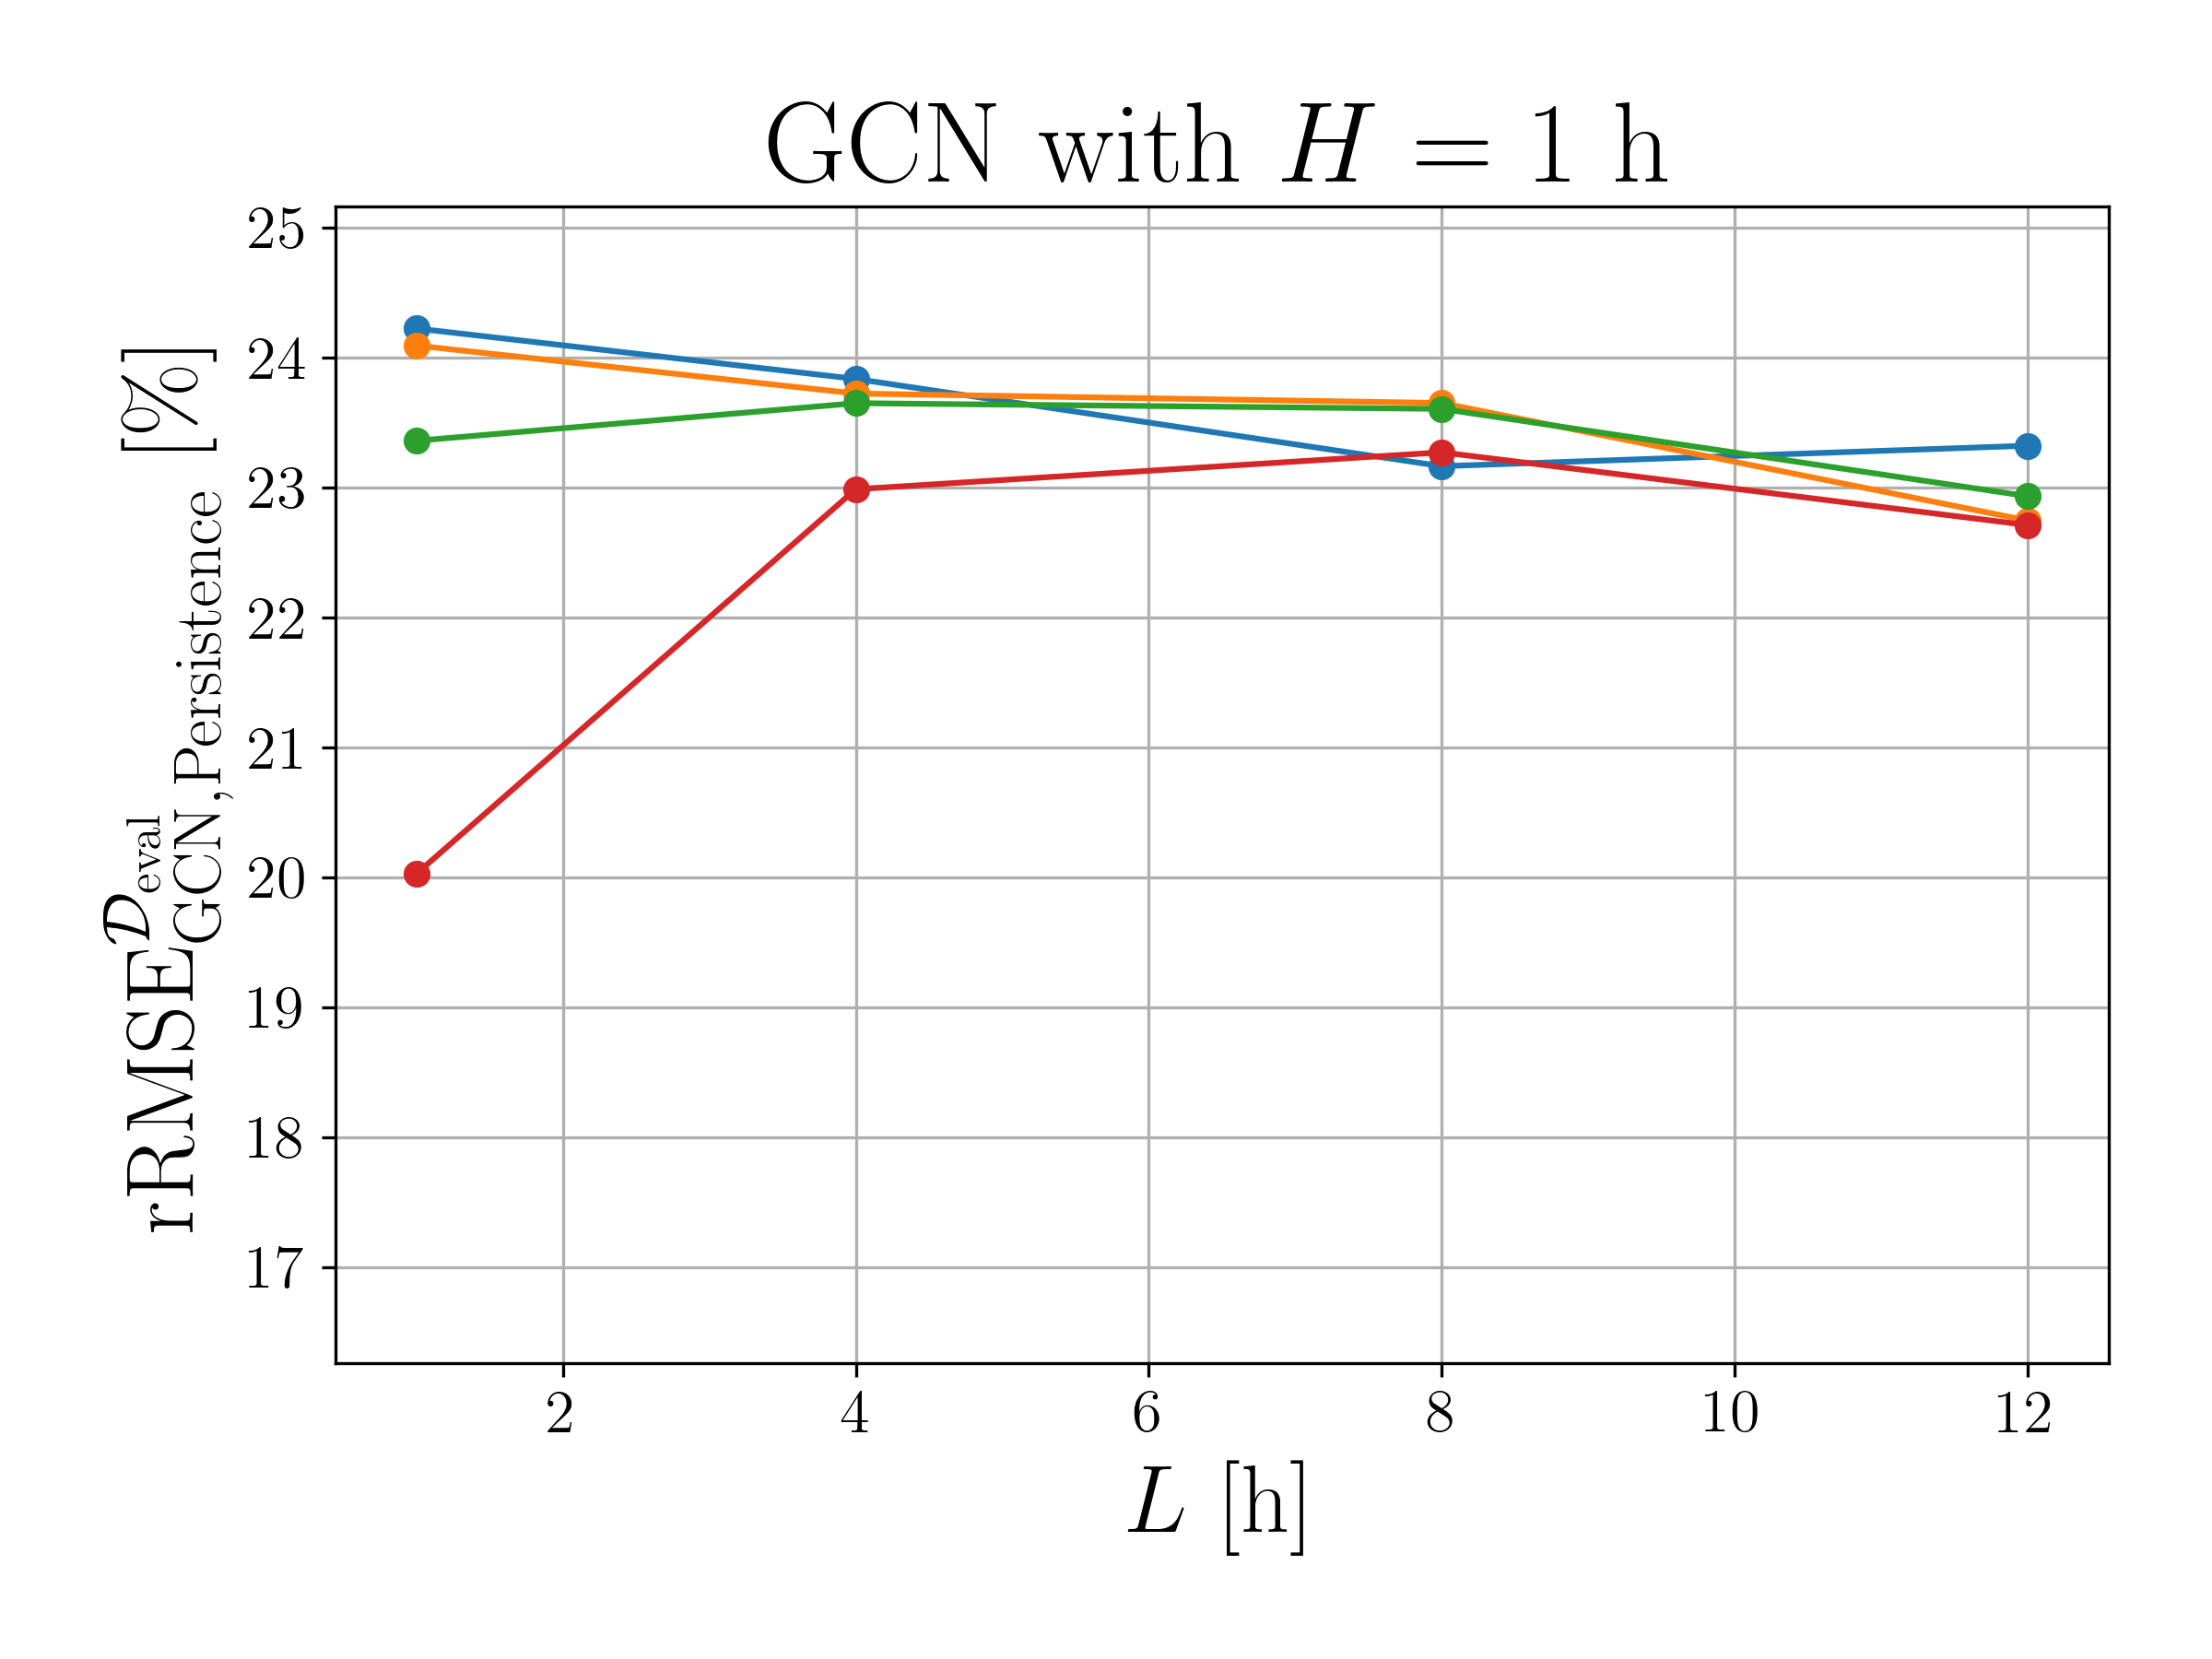 GCN with H = 1 h
rRMSE^{𝒟_eval}_{GCN,Persistence} [%]
25
24
23
22
21
20
19
18
17
2 4 6 8 10 12
L [h]